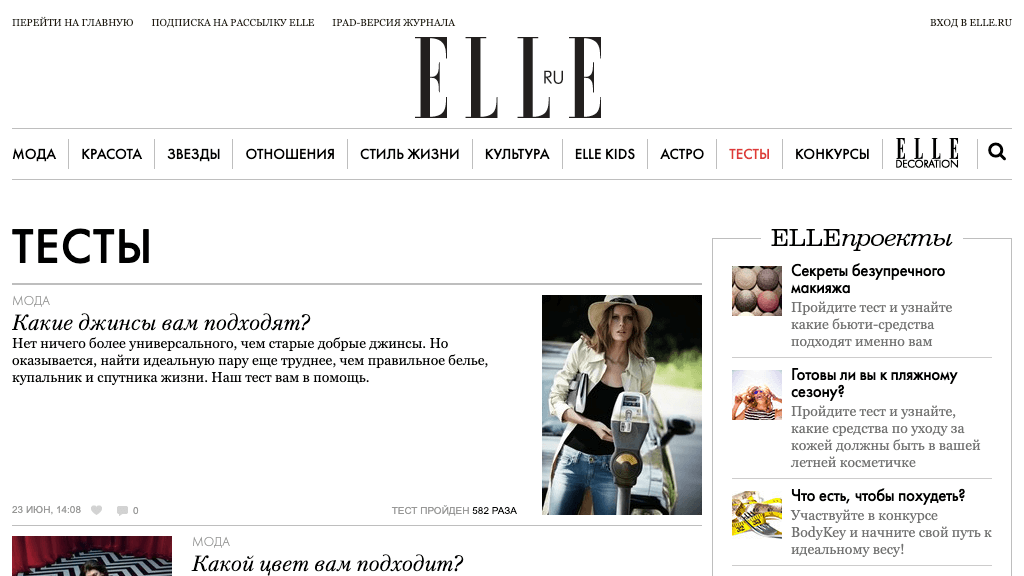 ПЕРЕЙТИ НА ГЛАВНУЮ ПОДПИСКА НА РАССЫЛКУ ELLE IPAD-ВЕРСИЯ ЖУРНАЛА ВХОД В ELLE.RU
ELLE RU
МОДА КРАСОТА ЗВЕЗДЫ ОТНОШЕНИЯ СТИЛЬ ЖИЗНИ КУЛЬТУРА ELLE KIDS АСТРО ТЕСТЫ КОНКУРСЫ ELLE DECORATION
ТЕСТЫ
МОДА
Какие джинсы вам подходят?
Нет ничего более универсального, чем старые добрые джинсы. Но
оказывается, найти идеальную пару еще труднее, чем правильное белье,
купальник и спутника жизни. Наш тест вам в помощь.
23 ИЮН, 14:08 0 ТЕСТ ПРОЙДЕН 582 РАЗА
МОДА
Какой цвет вам подходит?
ELLEпроекты
Секреты безупречного
макияжа
Пройдите тест и узнайте
какие бьюти-средства
подходят именно вам
Готовы ли вы к пляжному
сезону?
Пройдите тест и узнайте,
какие средства по уходу за
кожей должны быть в вашей
летней косметичке
Что есть, чтобы похудеть?
Участвуйте в конкурсе
BodyKey и начните свой путь к
идеальному весу!